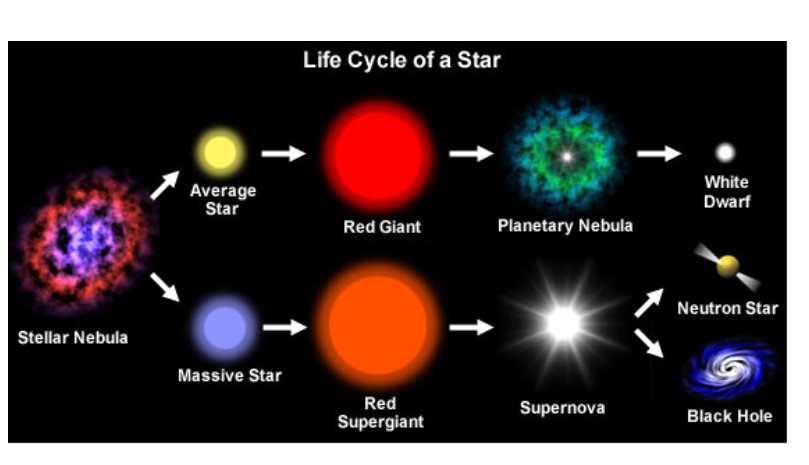 Life Cycle of a Star
Average
Star
Red Giant
Planetary Nebula
White
Dwarf
Stellar Nebula
Massive Star
Red
Supergiant
Supernova
Neutron Star
Black Hole